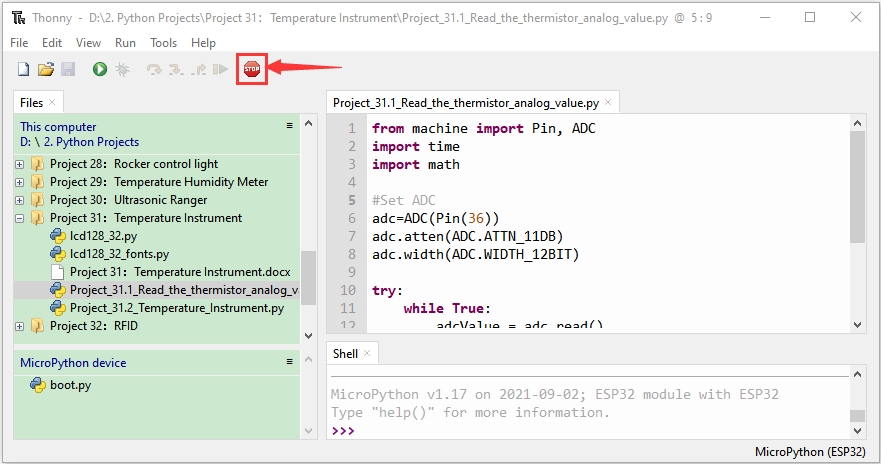 Thonny - D:\2. Python Projects\Project 31: Temperature Instrument\Project_31.1_Read_the_thermistor_analog_value.py @ 5 : 9
File Edit View Run Tools Help
STOP
Files
This computer
D: \ 2. Python Projects
Project 28: Rocker control light
Project 29: Temperature Humidity Meter
Project 30: Ultrasonic Ranger
Project 31: Temperature Instrument
lcd128_32.py
lcd128_32_fonts.py
Project 31: Temperature Instrument.docx
Project_31.1_Read_the_thermistor_analog_v
Project_31.2_Temperature_Instrument.py
Project 32: RFID
MicroPython device
boot.py
Project_31.1_Read_the_thermistor_analog_value.py
1 from machine import Pin, ADC
2 import time
3 import math
4
5 #Set ADC
6 adc=ADC(Pin(36))
7 adc.atten(ADC.ATTN_11DB)
8 adc.width(ADC.WIDTH_12BIT)
9
10 try:
11 while True:
12 adcValue = adc.read()
Shell
MicroPython v1.17 on 2021-09-02; ESP32 module with ESP32
Type "help()" for more information.
>>>
MicroPython (ESP32)